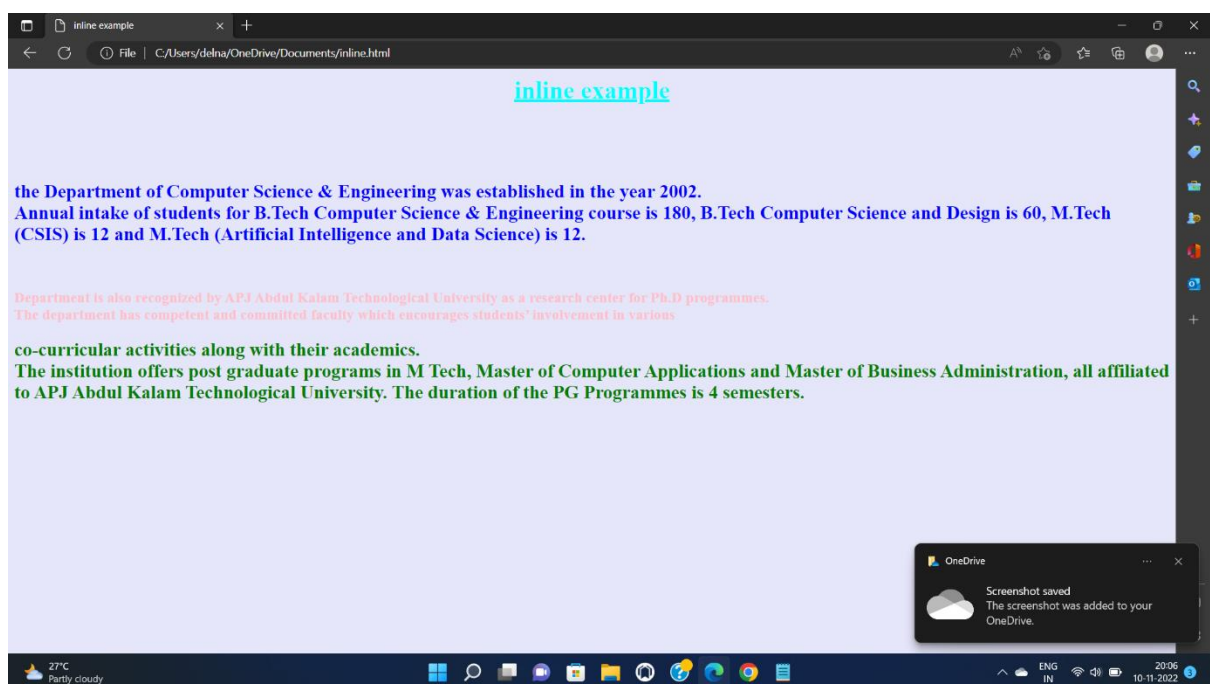 inline example
File | C:/Users/delna/OneDrive/Documents/inline.html
inline example
the Department of Computer Science & Engineering was established in the year 2002.
Annual intake of students for B.Tech Computer Science & Engineering course is 180, B.Tech Computer Science and Design is 60, M.Tech
(CSIS) is 12 and M.Tech (Artificial Intelligence and Data Science) is 12.
Department is also recognized by APJ Abdul Kalam Technological University as a research center for Ph.D programmes.
The department has competent and committed faculty which encourages students’ involvement in various
co-curricular activities along with their academics.
The institution offers post graduate programs in M Tech, Master of Computer Applications and Master of Business Administration, all affiliated
to APJ Abdul Kalam Technological University. The duration of the PG Programmes is 4 semesters.
OneDrive
Screenshot saved
The screenshot was added to your
OneDrive.
27°C
Partly cloudy
ENG
IN
20:06
10-11-2022
3